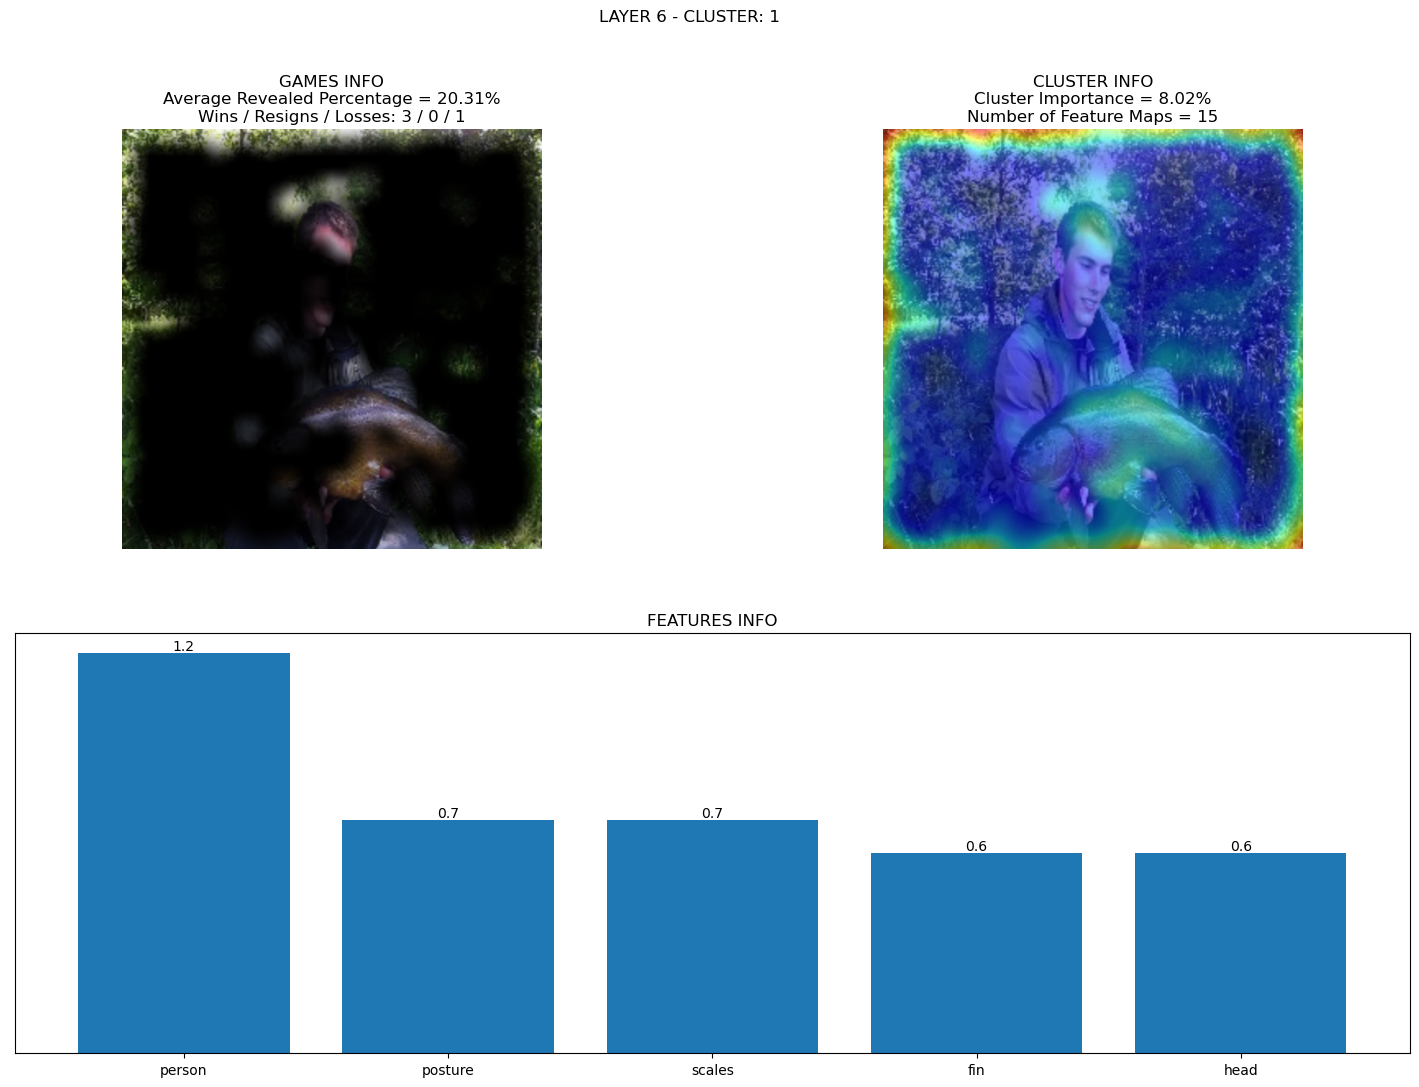 LAYER 6 - CLUSTER: 1
GAMES INFO
Average Revealed Percentage = 20.31%
Wins / Resigns / Losses: 3 / 0 / 1
CLUSTER INFO
Cluster Importance = 8.02%
Number of Feature Maps = 15
FEATURES INFO
1.2
0.7
0.7
0.6
0.6
person
posture
scales
fin
head